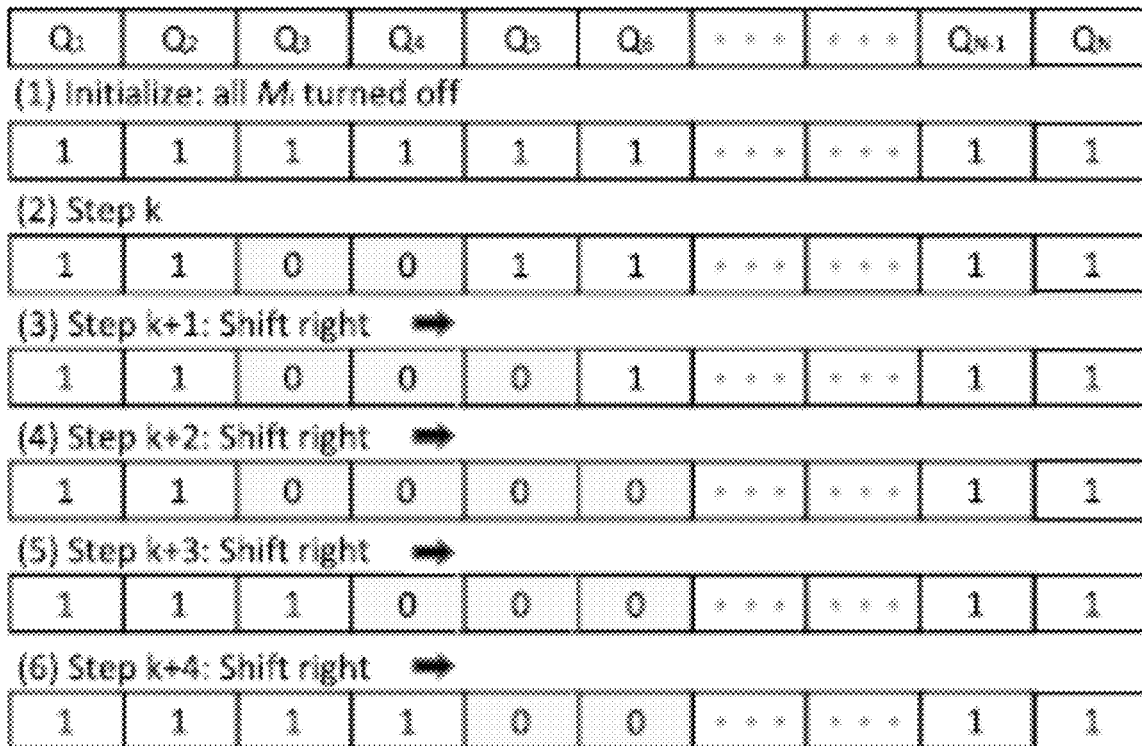 Q1 Q2 Q3 Q4 Q5 Q6 • • • • • • QN-1 QN
(1) Initialize: all Mi turned off
1 1 1 1 1 1 • • • • • • 1 1
(2) Step k
1 1 0 0 1 1 • • • • • • 1 1
(3) Step k+1: Shift right ➡
1 1 0 0 0 1 • • • • • • 1 1
(4) Step k+2: Shift right ➡
1 1 0 0 0 0 • • • • • • 1 1
(5) Step k+3: Shift right ➡
1 1 1 0 0 0 • • • • • • 1 1
(6) Step k+4: Shift right ➡
1 1 1 1 0 0 • • • • • • 1 1